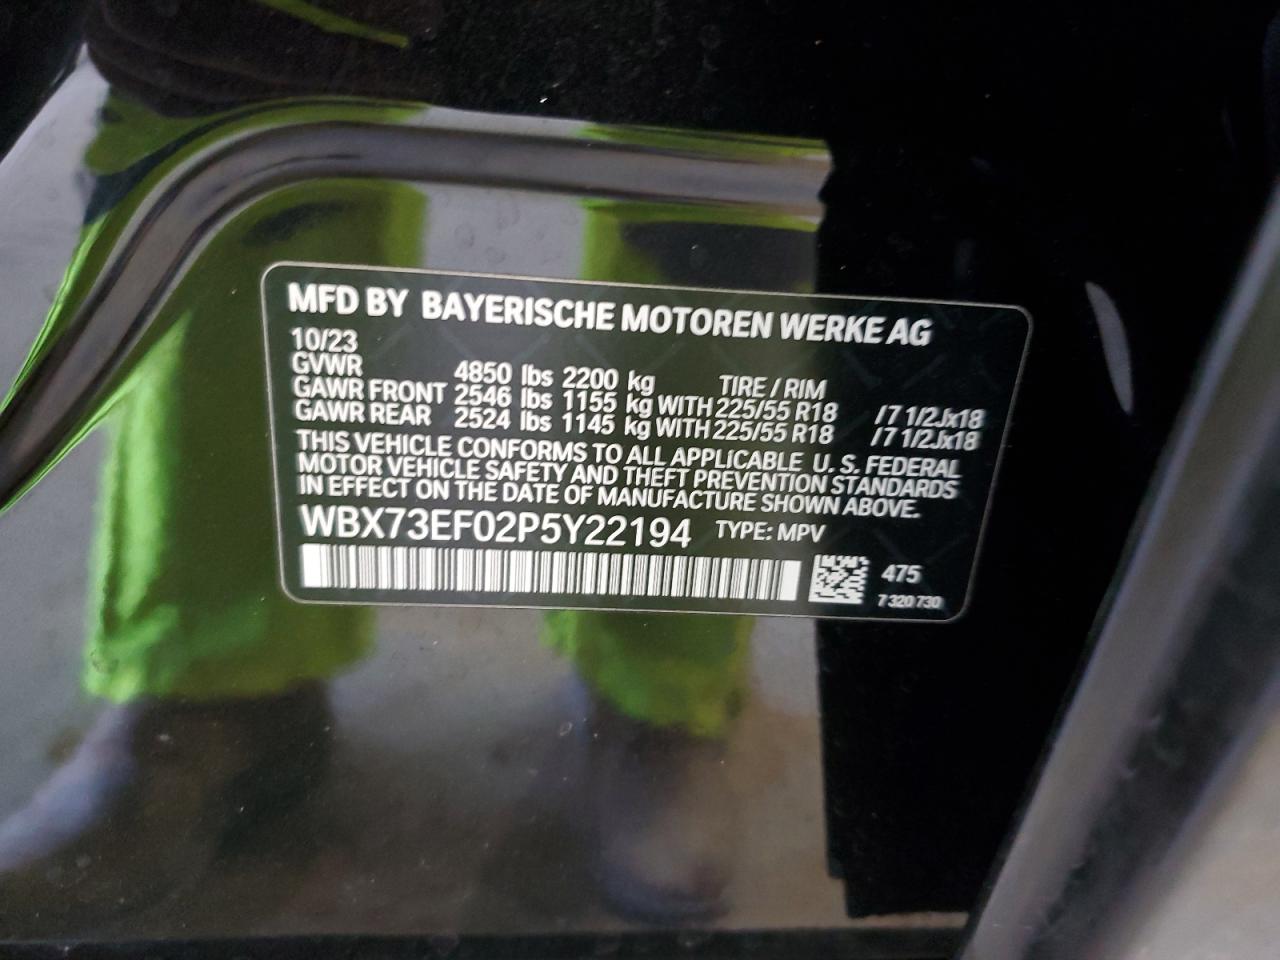 MFD BY BAYERISCHE MOTOREN WERKE AG
10/23
GVWR 4850 lbs 2200 kg TIRE / RIM
GAWR FRONT 2546 lbs 1155 kg WITH 225/55 R18 /7 1/2Jx18
GAWR REAR 2524 lbs 1145 kg WITH 225/55 R18 /7 1/2Jx18
THIS VEHICLE CONFORMS TO ALL APPLICABLE U. S. FEDERAL
MOTOR VEHICLE SAFETY AND THEFT PREVENTION STANDARDS
IN EFFECT ON THE DATE OF MANUFACTURE SHOWN ABOVE.
WBX73EF02P5Y22194 TYPE: MPV
475
7 320 730